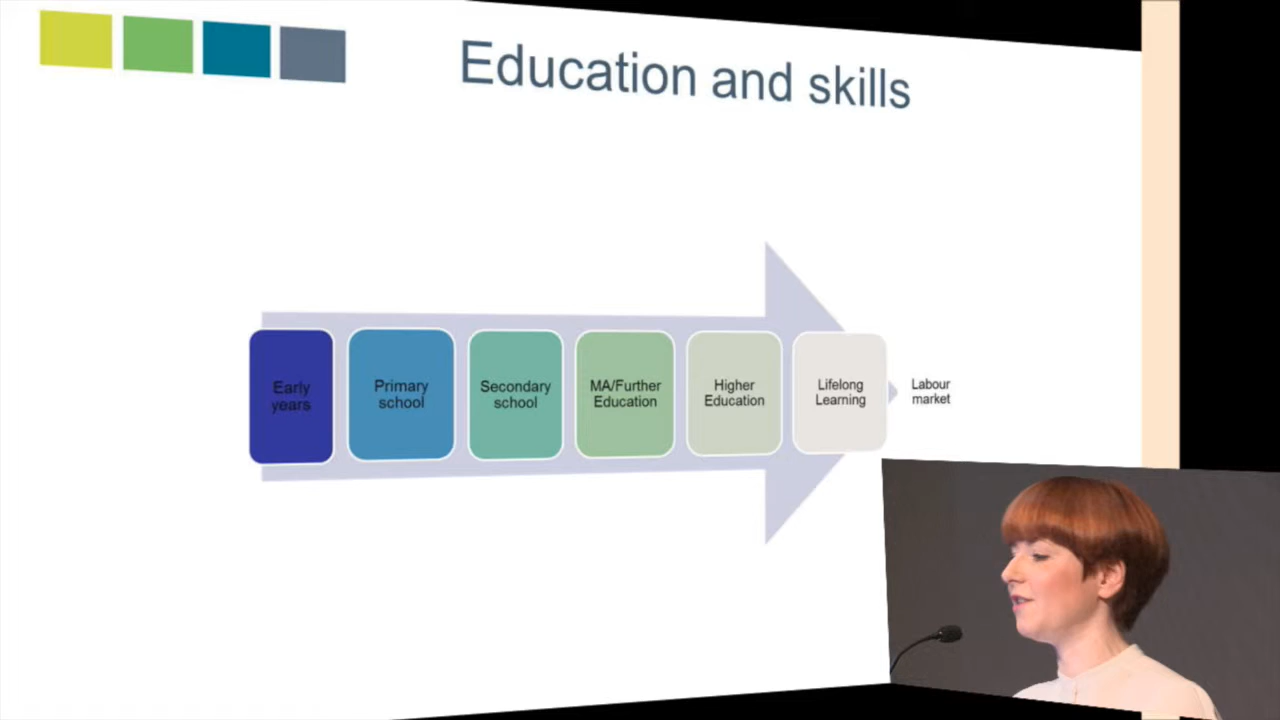 Education and skills
Early
years
Primary
school
Secondary
school
MA/Further
Education
Higher
Education
Lifelong
Learning
Labour
market